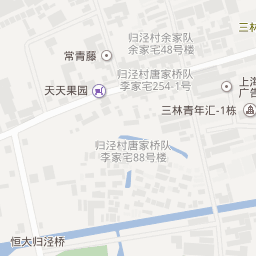 归泾村余家队
余家宅48号楼
三林
常青藤
归泾村唐家桥队
李家宅254-1号
天天果园
上海
广告
三林青年汇-1栋
归泾村唐家桥队
李家宅88号楼
恒大归泾桥